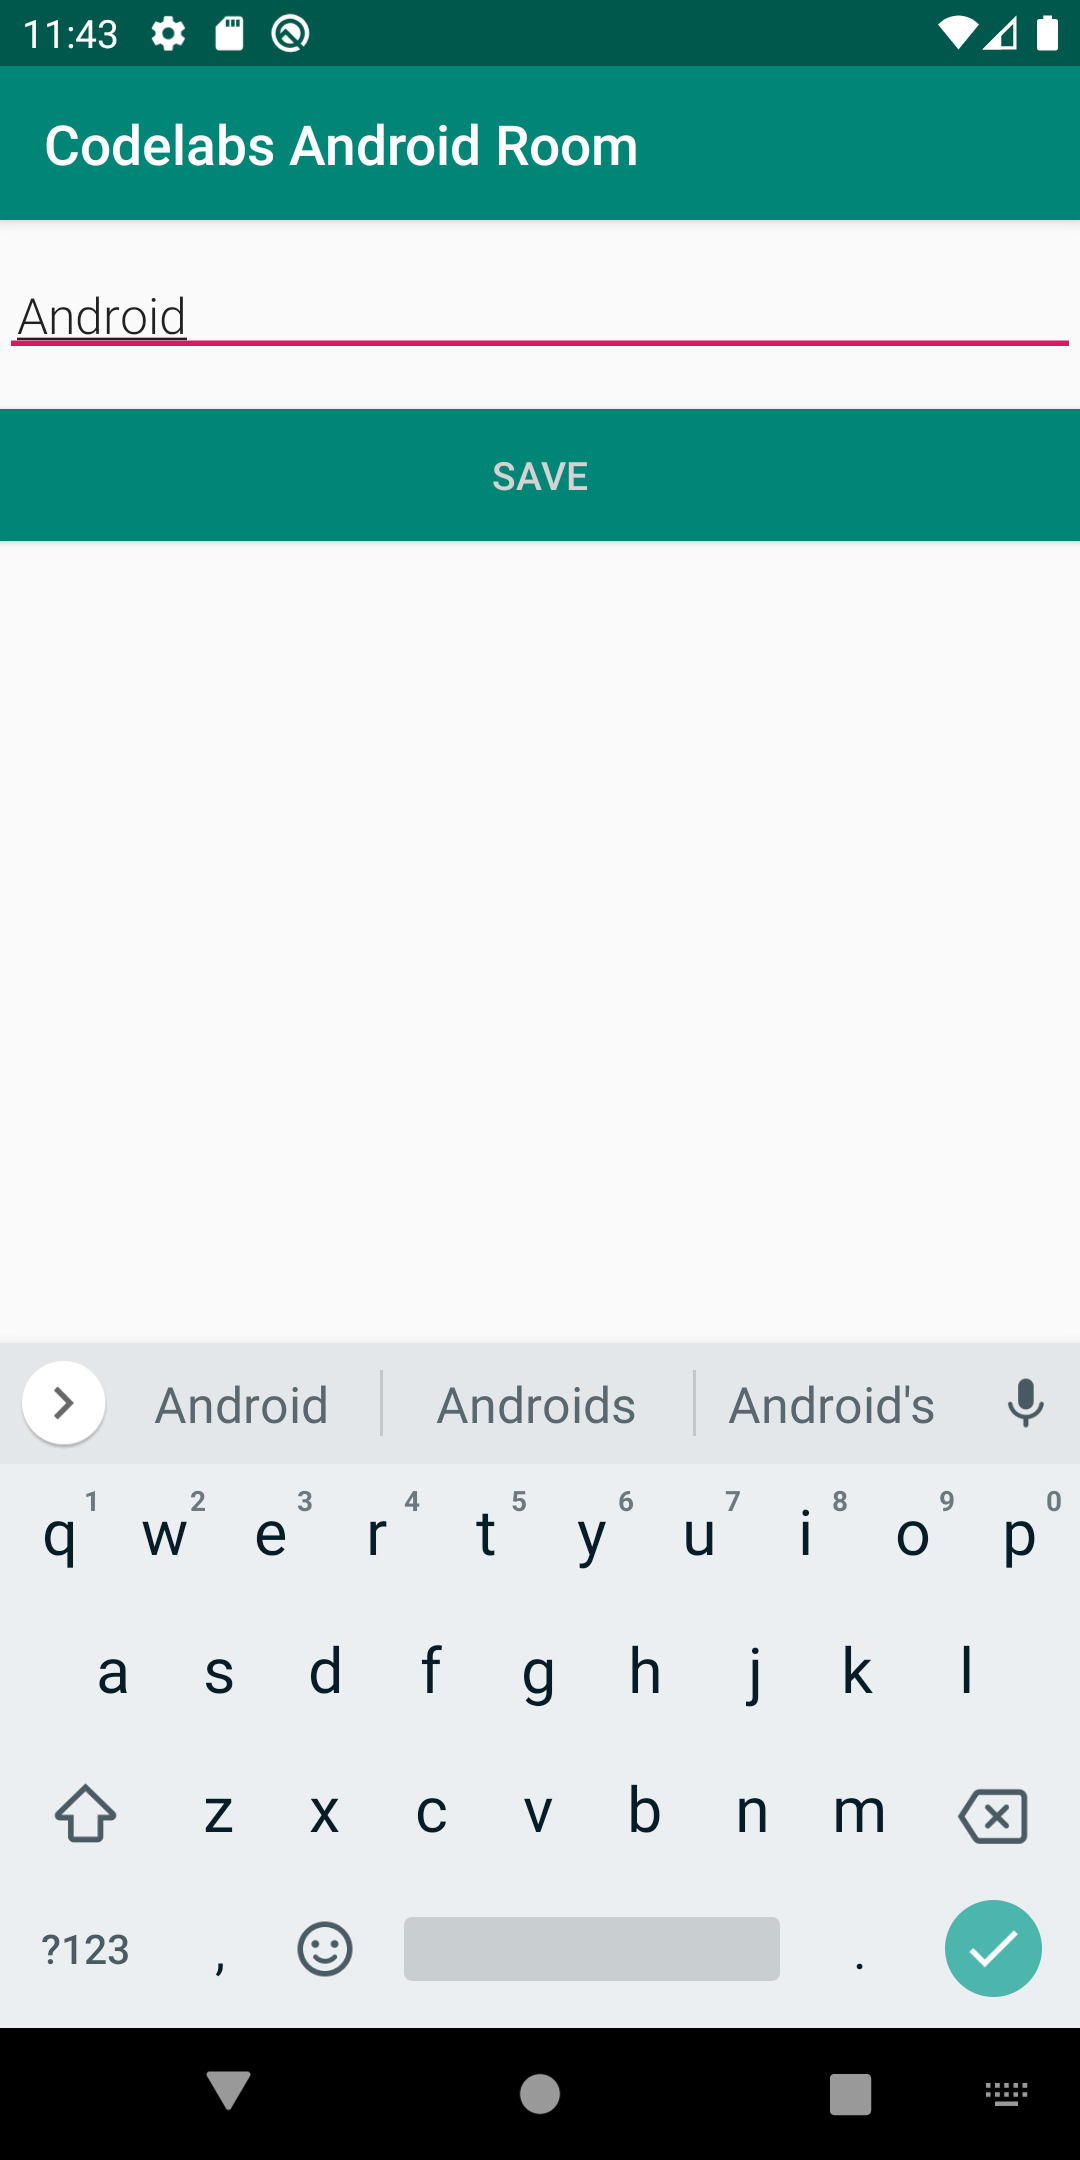 11:43
Codelabs Android Room
Android
SAVE
Android Androids Android's
q 1 w 2 e 3 r 4 t 5 y 6 u 7 i 8 o 9 p 0
a s d f g h j k l
z x c v b n m
?123 , .